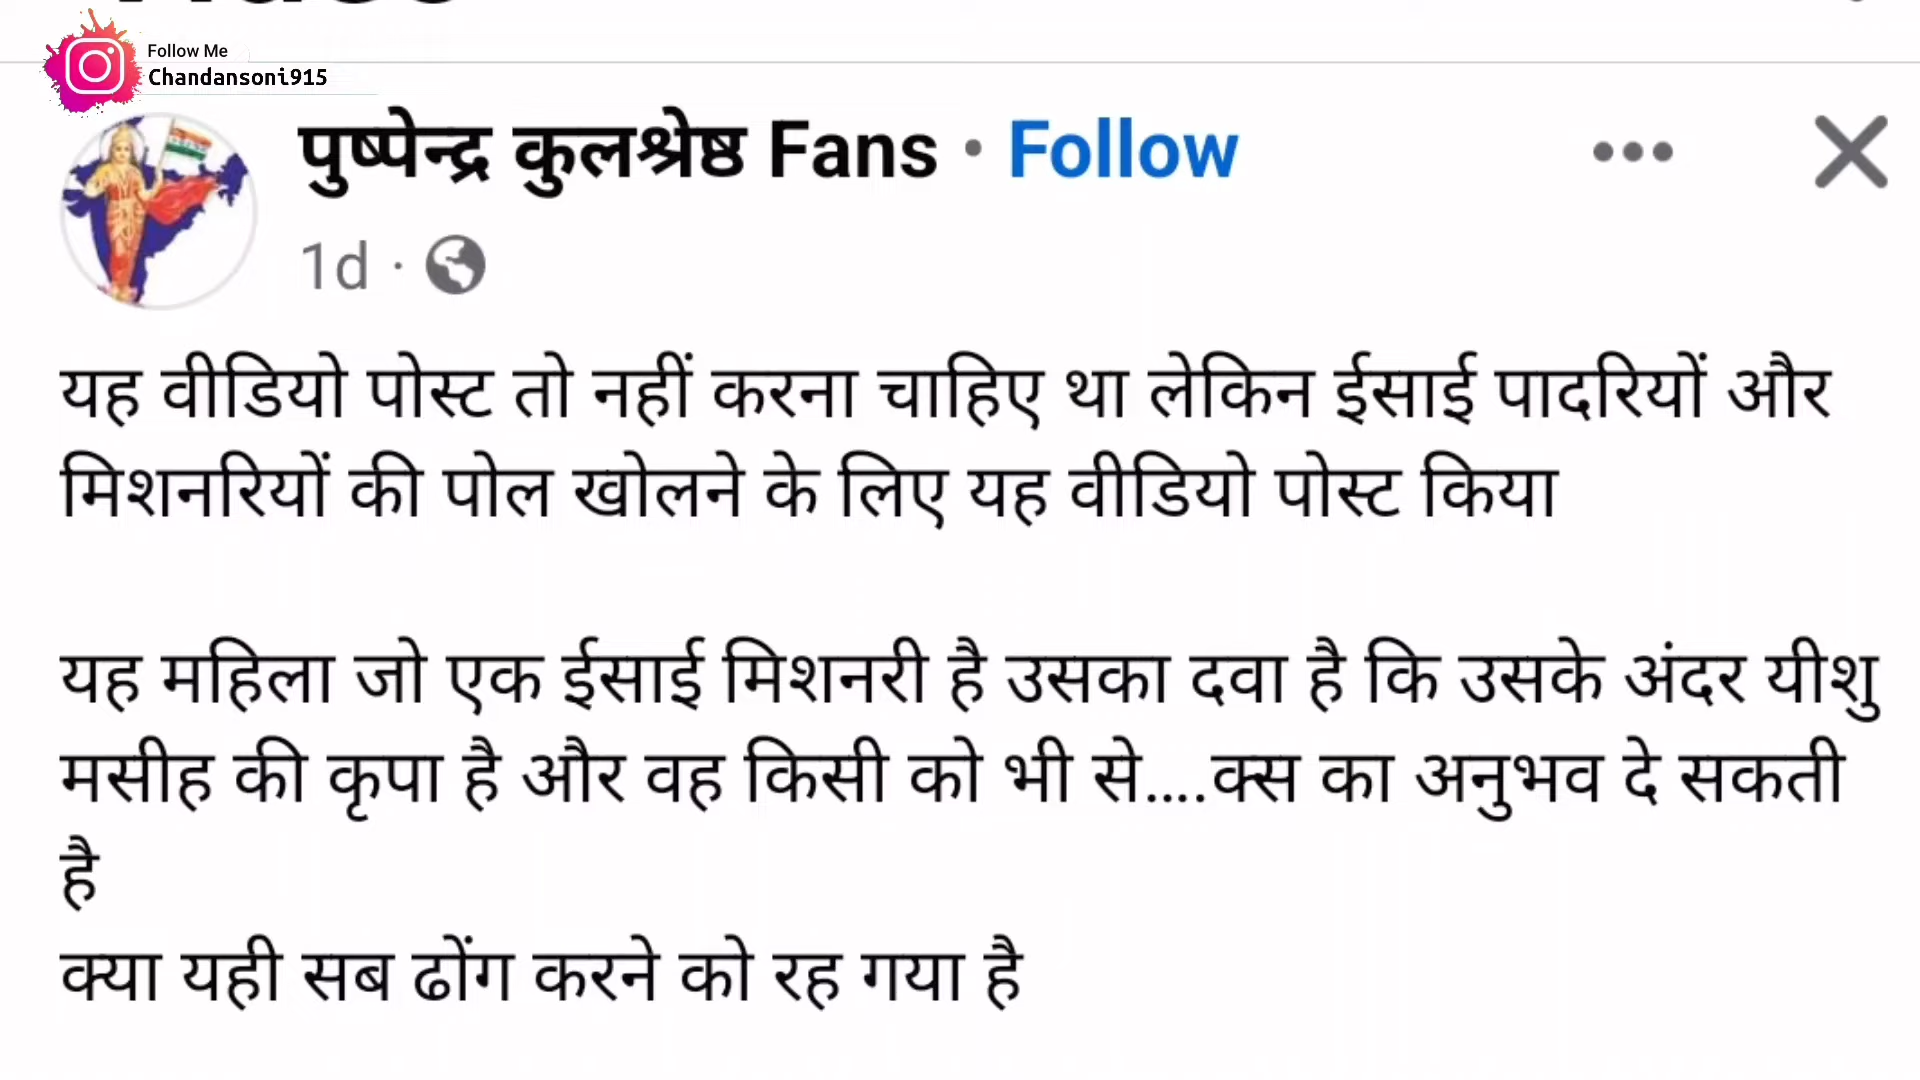 Follow Me
Chandansoni915
पुष्पेन्द्र कुलश्रेष्ठ Fans · Follow
1d ·
यह वीडियो पोस्ट तो नहीं करना चाहिए था लेकिन ईसाई पादरियों और
मिशनरियों की पोल खोलने के लिए यह वीडियो पोस्ट किया
यह महिला जो एक ईसाई मिशनरी है उसका दवा है कि उसके अंदर यीशु
मसीह की कृपा है और वह किसी को भी से....क्स का अनुभव दे सकती
है
क्या यही सब ढोंग करने को रह गया है